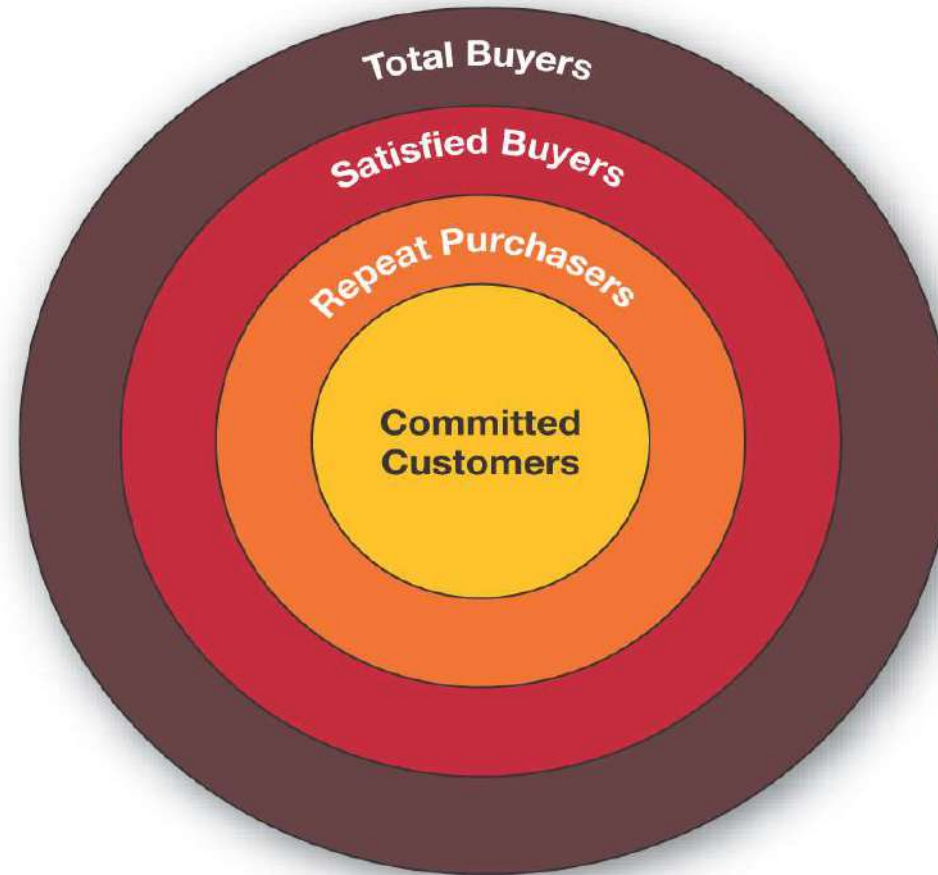 Total Buyers
Satisfied Buyers
Repeat Purchasers
Committed
Customers